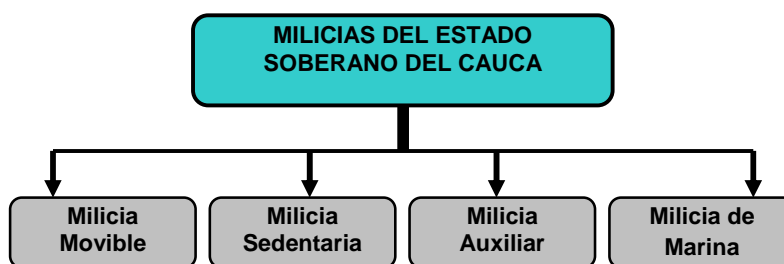 MILICIAS DEL ESTADO
SOBERANO DEL CAUCA
Milicia
Movible
Milicia
Sedentaria
Milicia
Auxiliar
Milicia de
Marina